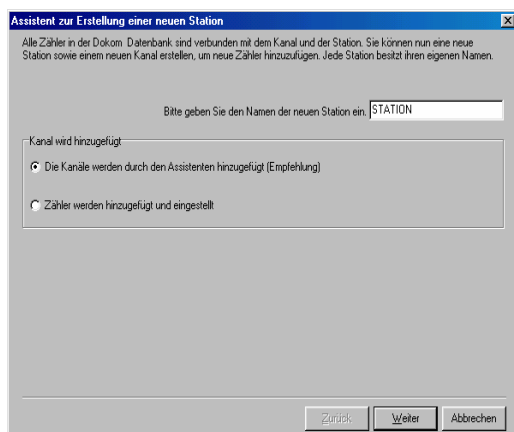 Assistent zur Erstellung einer neuen Station
Alle Zähler in der Dokom Datenbank sind verbunden mit dem Kanal und der Station. Sie können nun eine neue
Station sowie einem neuen Kanal erstellen, um neue Zähler hinzuzufügen. Jede Station besitzt ihren eigenen Namen.
Bitte geben Sie den Namen der neuen Station ein. STATION
Kanal wird hinzugefügt
Die Kanäle werden durch den Assistenten hinzugefügt (Empfehlung)
Zähler werden hinzugefügt und eingestellt
Zurück Weiter Abbrechen